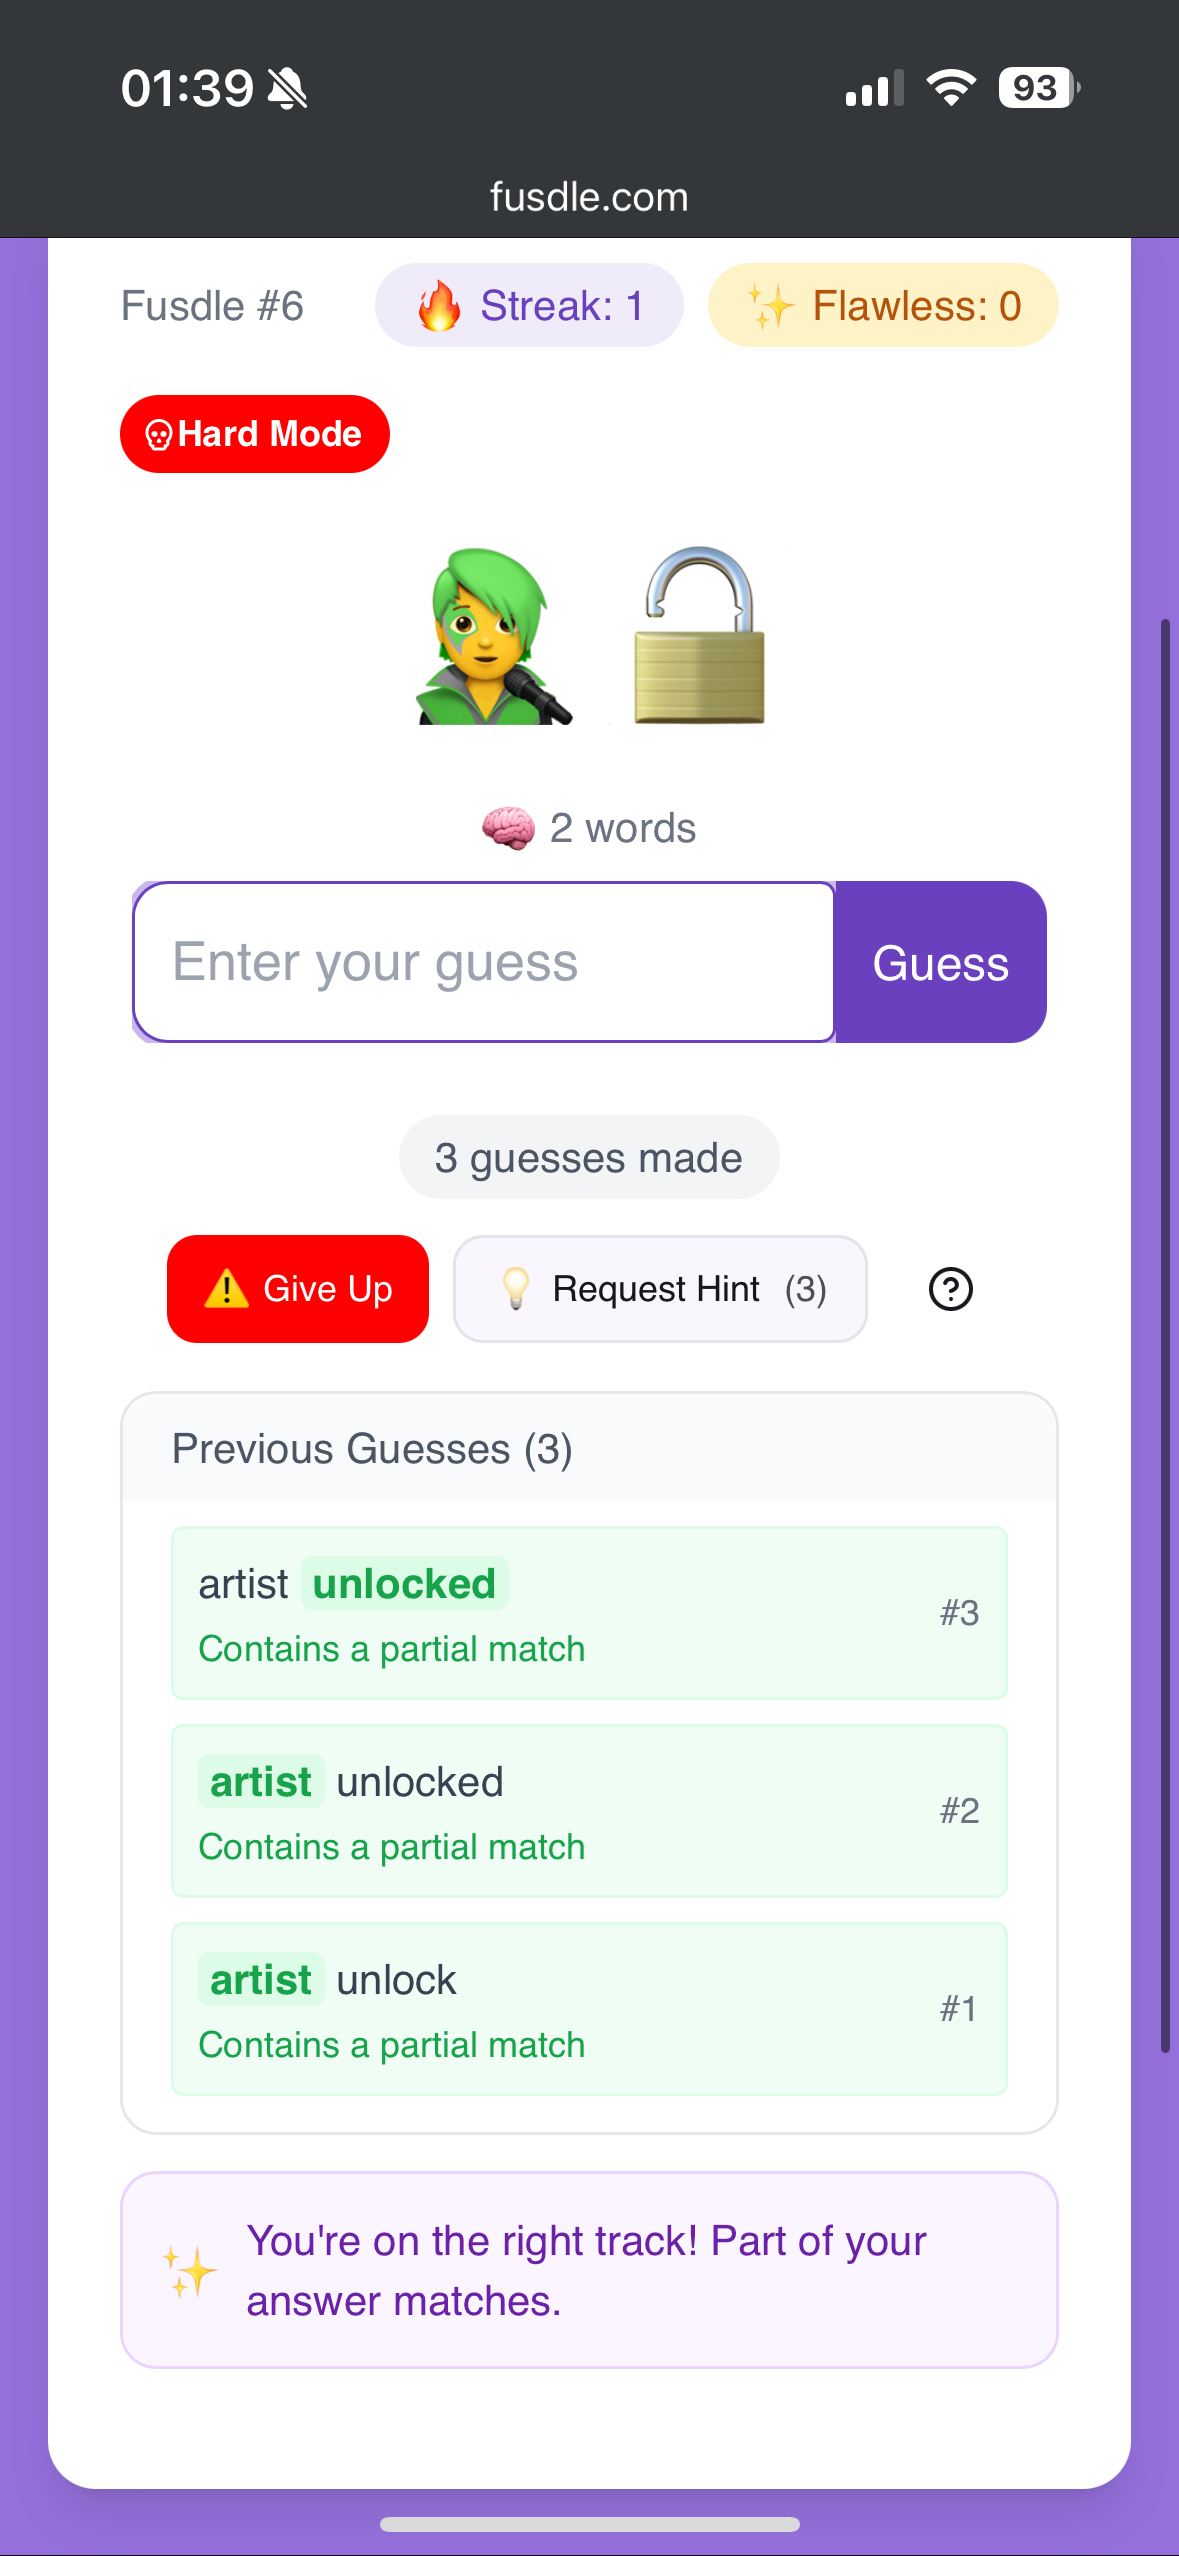 01:39
93
fusdle.com
Fusdle #6
Streak: 1
Flawless: 0
Hard Mode
2 words
Enter your guess
Guess
3 guesses made
Give Up
Request Hint (3)
?
Previous Guesses (3)
artist unlocked
Contains a partial match
#3
artist unlocked
Contains a partial match
#2
artist unlock
Contains a partial match
#1
You're on the right track! Part of your
answer matches.